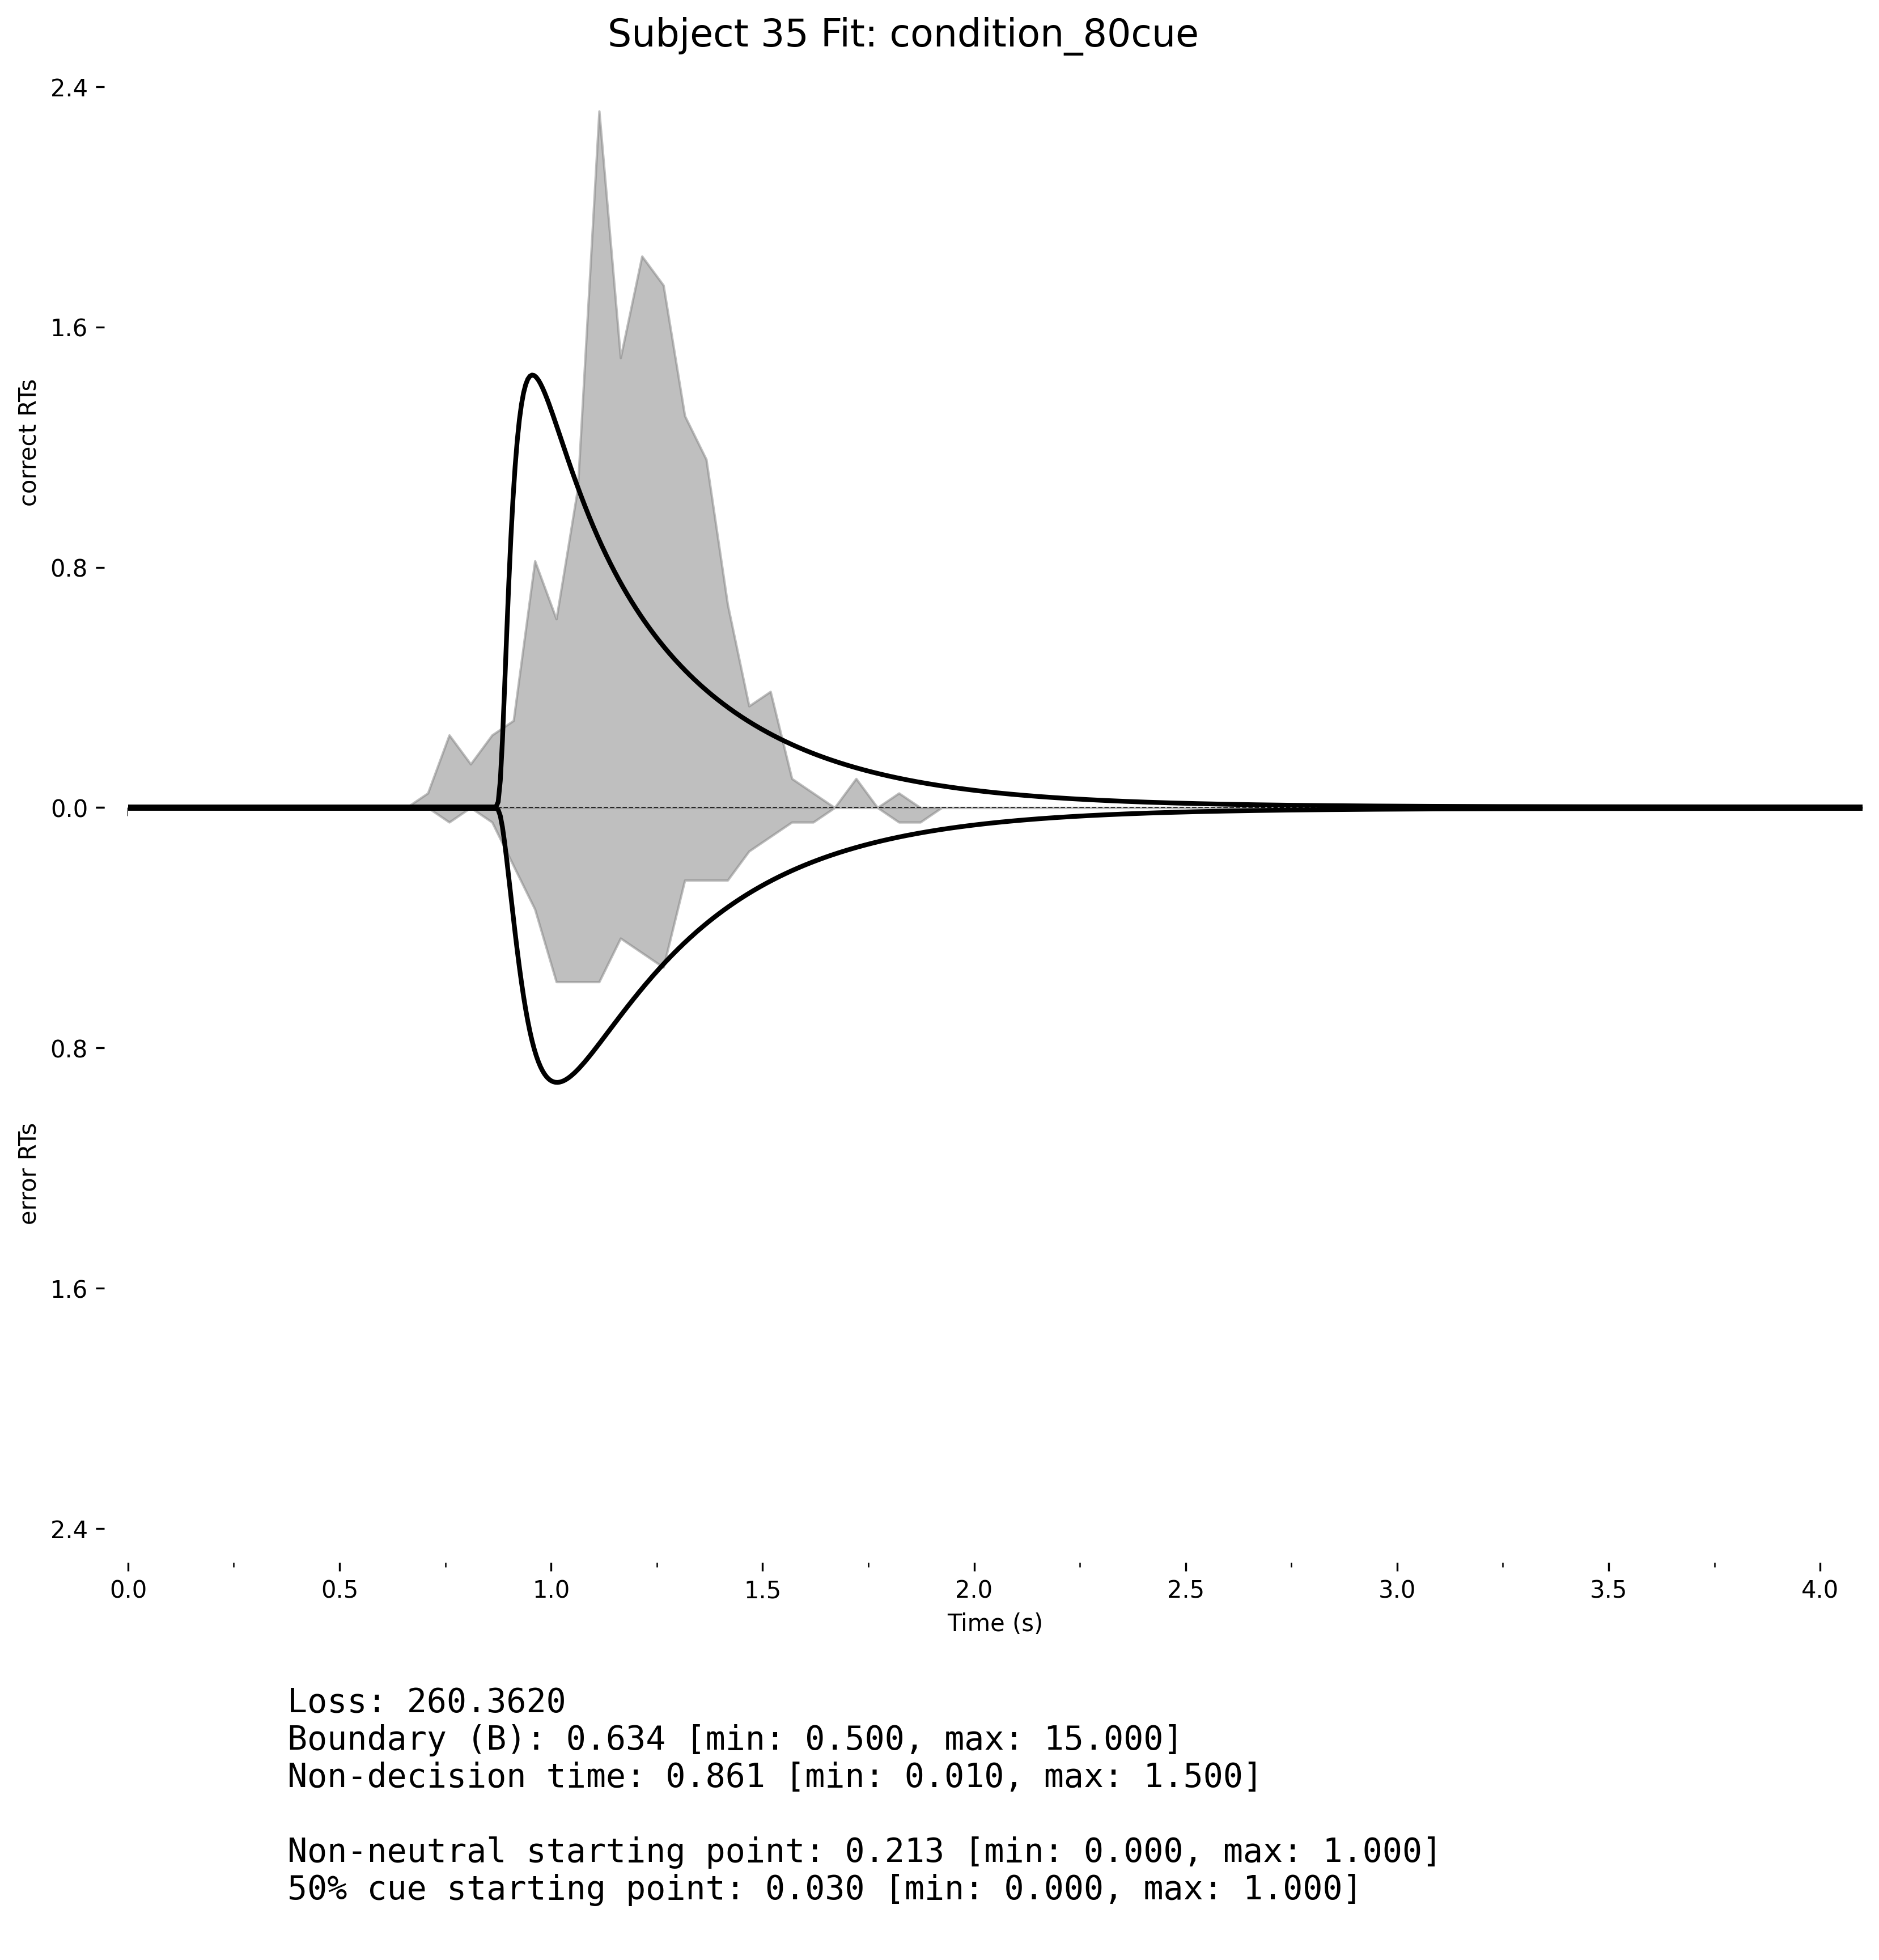 Subject 35 Fit: condition_80cue
2.4
1.6
correct RTs
0.8
0.0
0.8
error RTs
1.6
2.4
0.0 0.5 1.0 1.5 2.0 2.5 3.0 3.5 4.0
Time (s)
Loss: 260.3620
Boundary (B): 0.634 [min: 0.500, max: 15.000]
Non-decision time: 0.861 [min: 0.010, max: 1.500]
Non-neutral starting point: 0.213 [min: 0.000, max: 1.000]
50% cue starting point: 0.030 [min: 0.000, max: 1.000]